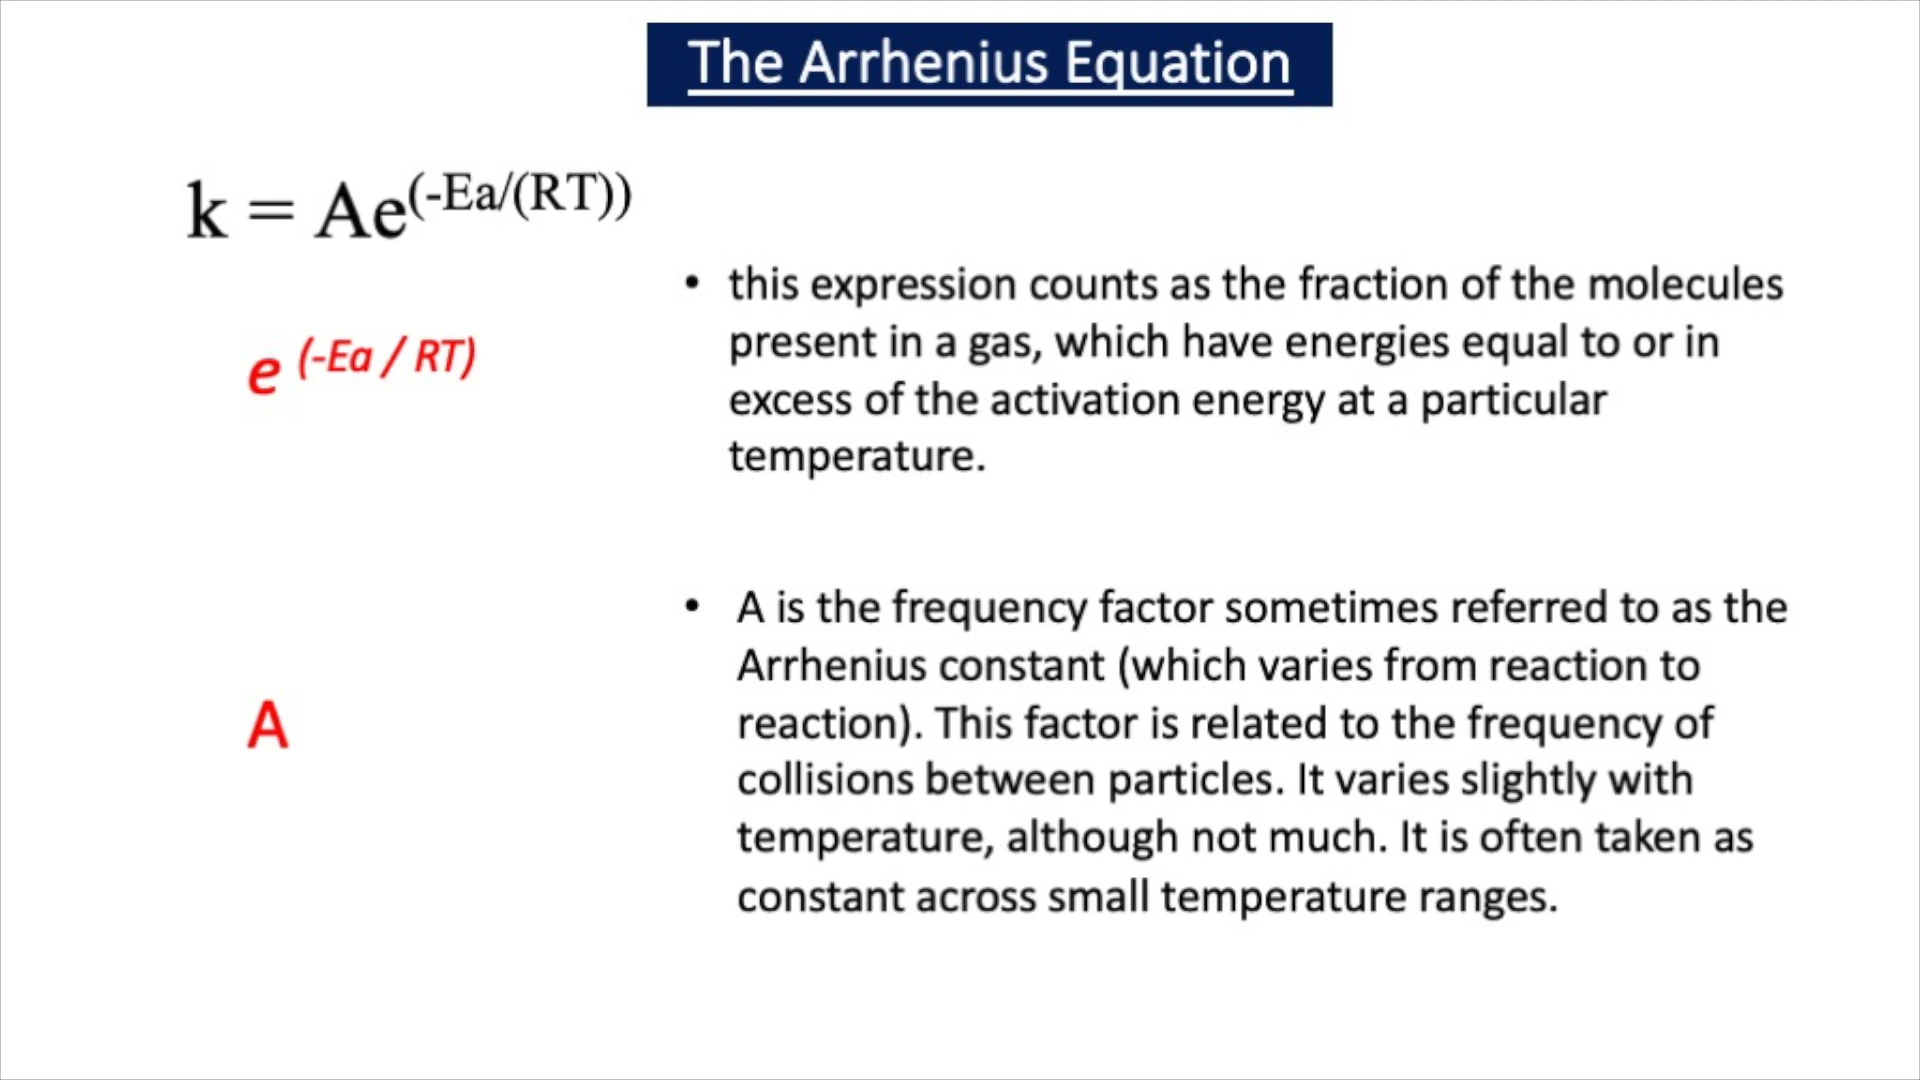 The Arrhenius Equation
k = Ae(-Ea/(RT))
• this expression counts as the fraction of the molecules
present in a gas, which have energies equal to or in
excess of the activation energy at a particular
temperature.
e (-Ea / RT)
• A is the frequency factor sometimes referred to as the
Arrhenius constant (which varies from reaction to
reaction). This factor is related to the frequency of
collisions between particles. It varies slightly with
temperature, although not much. It is often taken as
constant across small temperature ranges.
A